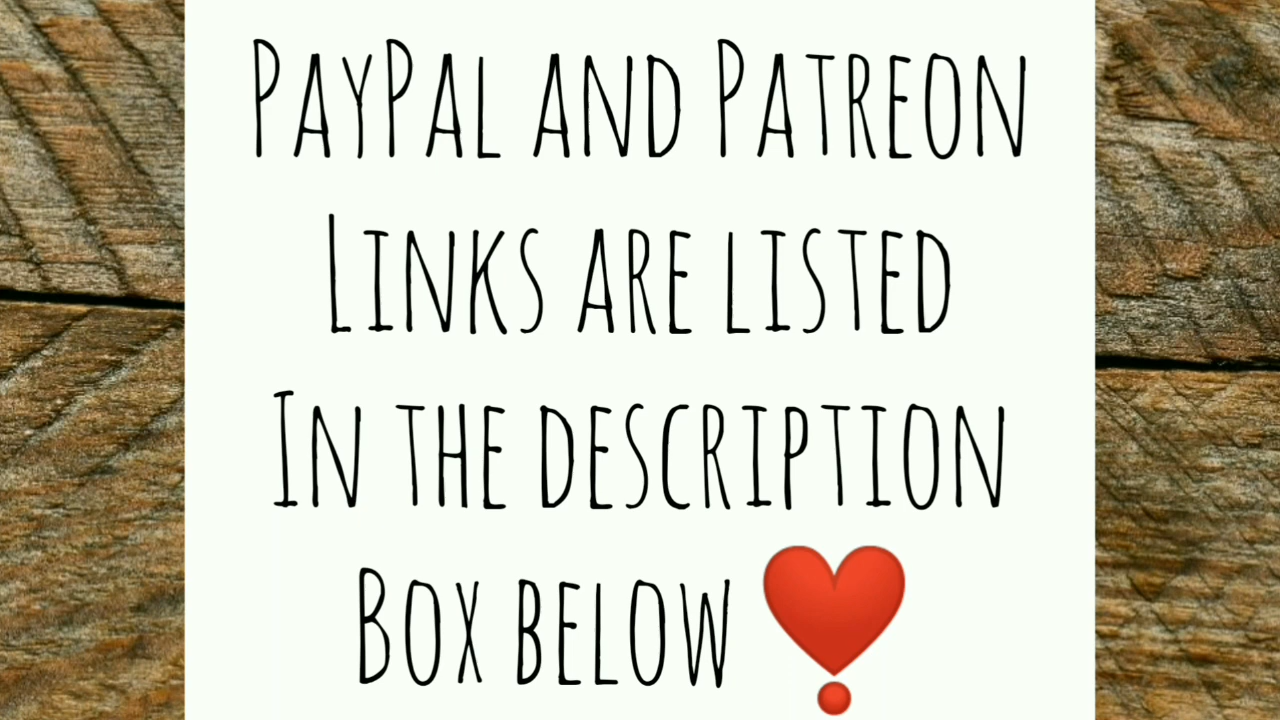 PayPal and Patreon
Links are listed
In the description
Box below ❣